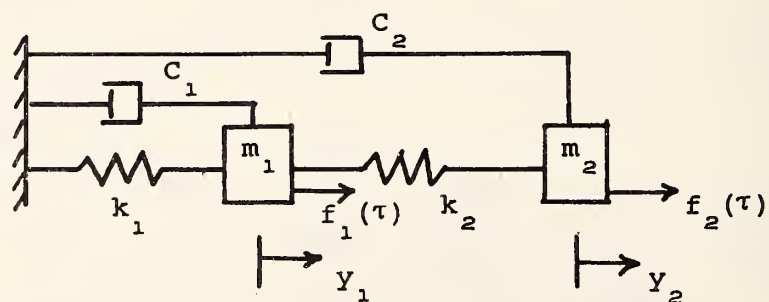 C₂
C₁
m₁
m₂
k₁
f₁(τ)
k₂
f₂(τ)
y₁
y₂